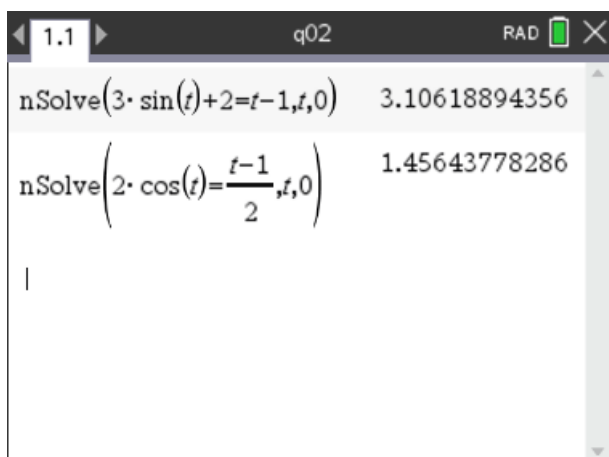 1.1 q02 RAD
nSolve(3· sin(t)+2=t−1,t,0) 3.10618894356
nSolve(2· cos(t)=(t−1)/2,t,0) 1.45643778286